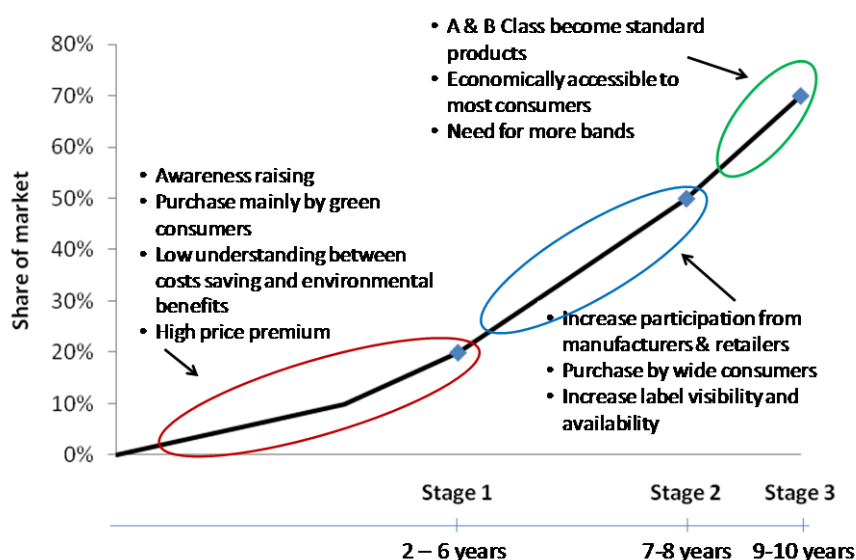 • A & B Class become standard
products
• Economically accessible to
most consumers
• Need for more bands
80%
70%
60%
50%
40%
30%
20%
10%
0%
Share of market
• Awareness raising
• Purchase mainly by green
consumers
• Low understanding between
costs saving and environmental
benefits
• High price premium
• Increase participation from
manufacturers & retailers
• Purchase by wide consumers
• Increase label visibility and
availability
Stage 1
Stage 2
Stage 3
2 – 6 years
7-8 years
9-10 years